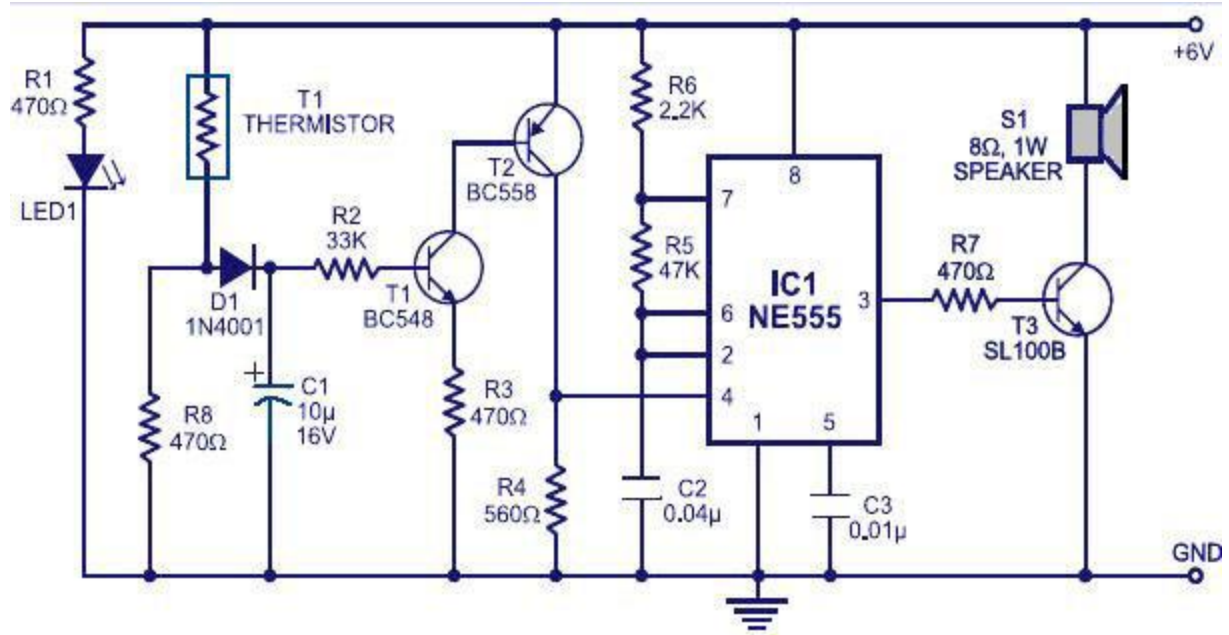 +6V
R1
470Ω
LED1
T1
THERMISTOR
D1
1N4001
R8
470Ω
+
C1
10µ
16V
R2
33K
T1
BC548
R3
470Ω
T2
BC558
R4
560Ω
R6
2.2K
R5
47K
C2
0.04µ
7
6
2
4
8
IC1
NE555
3
1
5
C3
0.01µ
R7
470Ω
S1
8Ω, 1W
SPEAKER
T3
SL100B
GND